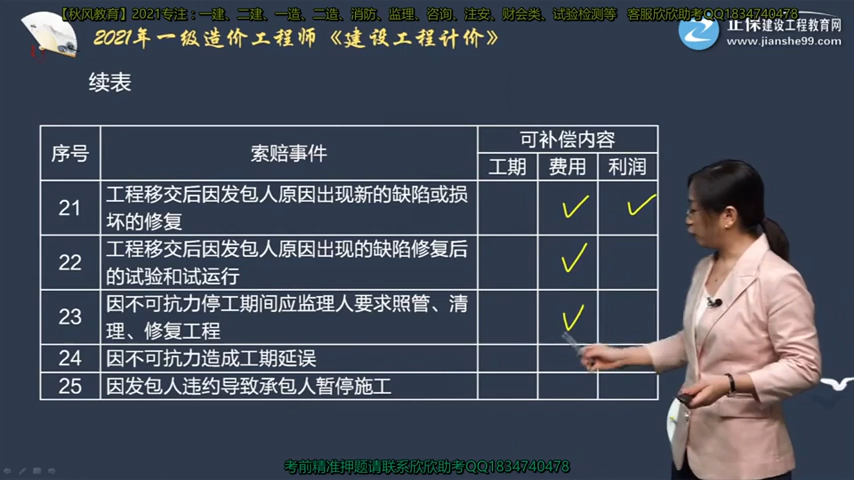 【秋风教育】2021专注：一建、二建、一造、二造、消防、监理、咨询、注安、财会类、试验检测等 客服欣欣助考QQ1834740478
2021年一级造价工程师《建设工程计价》
正保建设工程教育网
www.jianshe99.com
续表
序号 索赔事件 可补偿内容
工期 费用 利润
21 工程移交后因发包人原因出现新的缺陷或损
坏的修复
22 工程移交后因发包人原因出现的缺陷修复后
的试验和试运行
23 因不可抗力停工期间应监理人要求照管、清
理、修复工程
24 因不可抗力造成工期延误
25 因发包人违约导致承包人暂停施工
考前精准押题请联系欣欣助考QQ1834740478